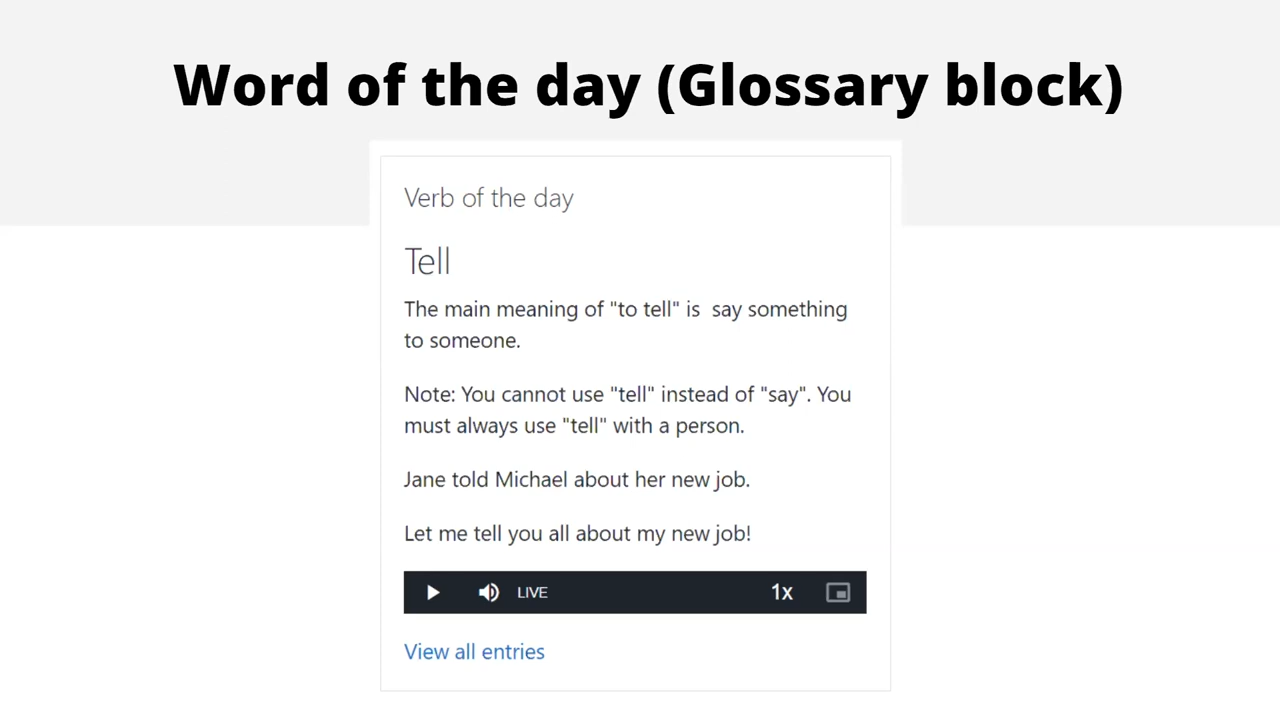 Word of the day (Glossary block)
Verb of the day
Tell
The main meaning of "to tell" is  say something
to someone.
Note: You cannot use "tell" instead of "say". You
must always use "tell" with a person.
Jane told Michael about her new job.
Let me tell you all about my new job!
LIVE 1x
View all entries